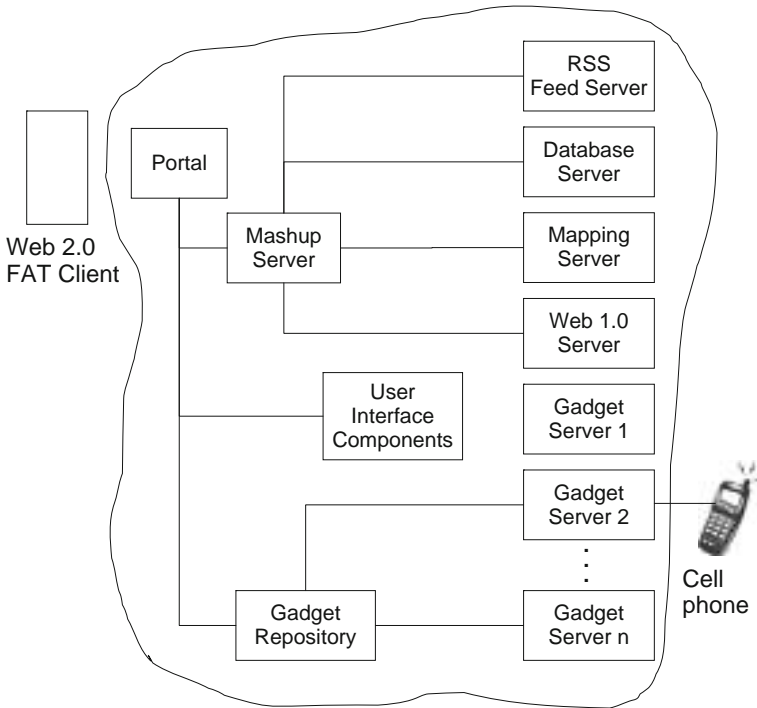 RSS
Feed Server
Portal
Database
Server
Web 2.0
FAT Client
Mashup
Server
Mapping
Server
Web 1.0
Server
User
Interface
Components
Gadget
Server 1
Gadget
Server 2
Cell
phone
Gadget
Repository
Gadget
Server n